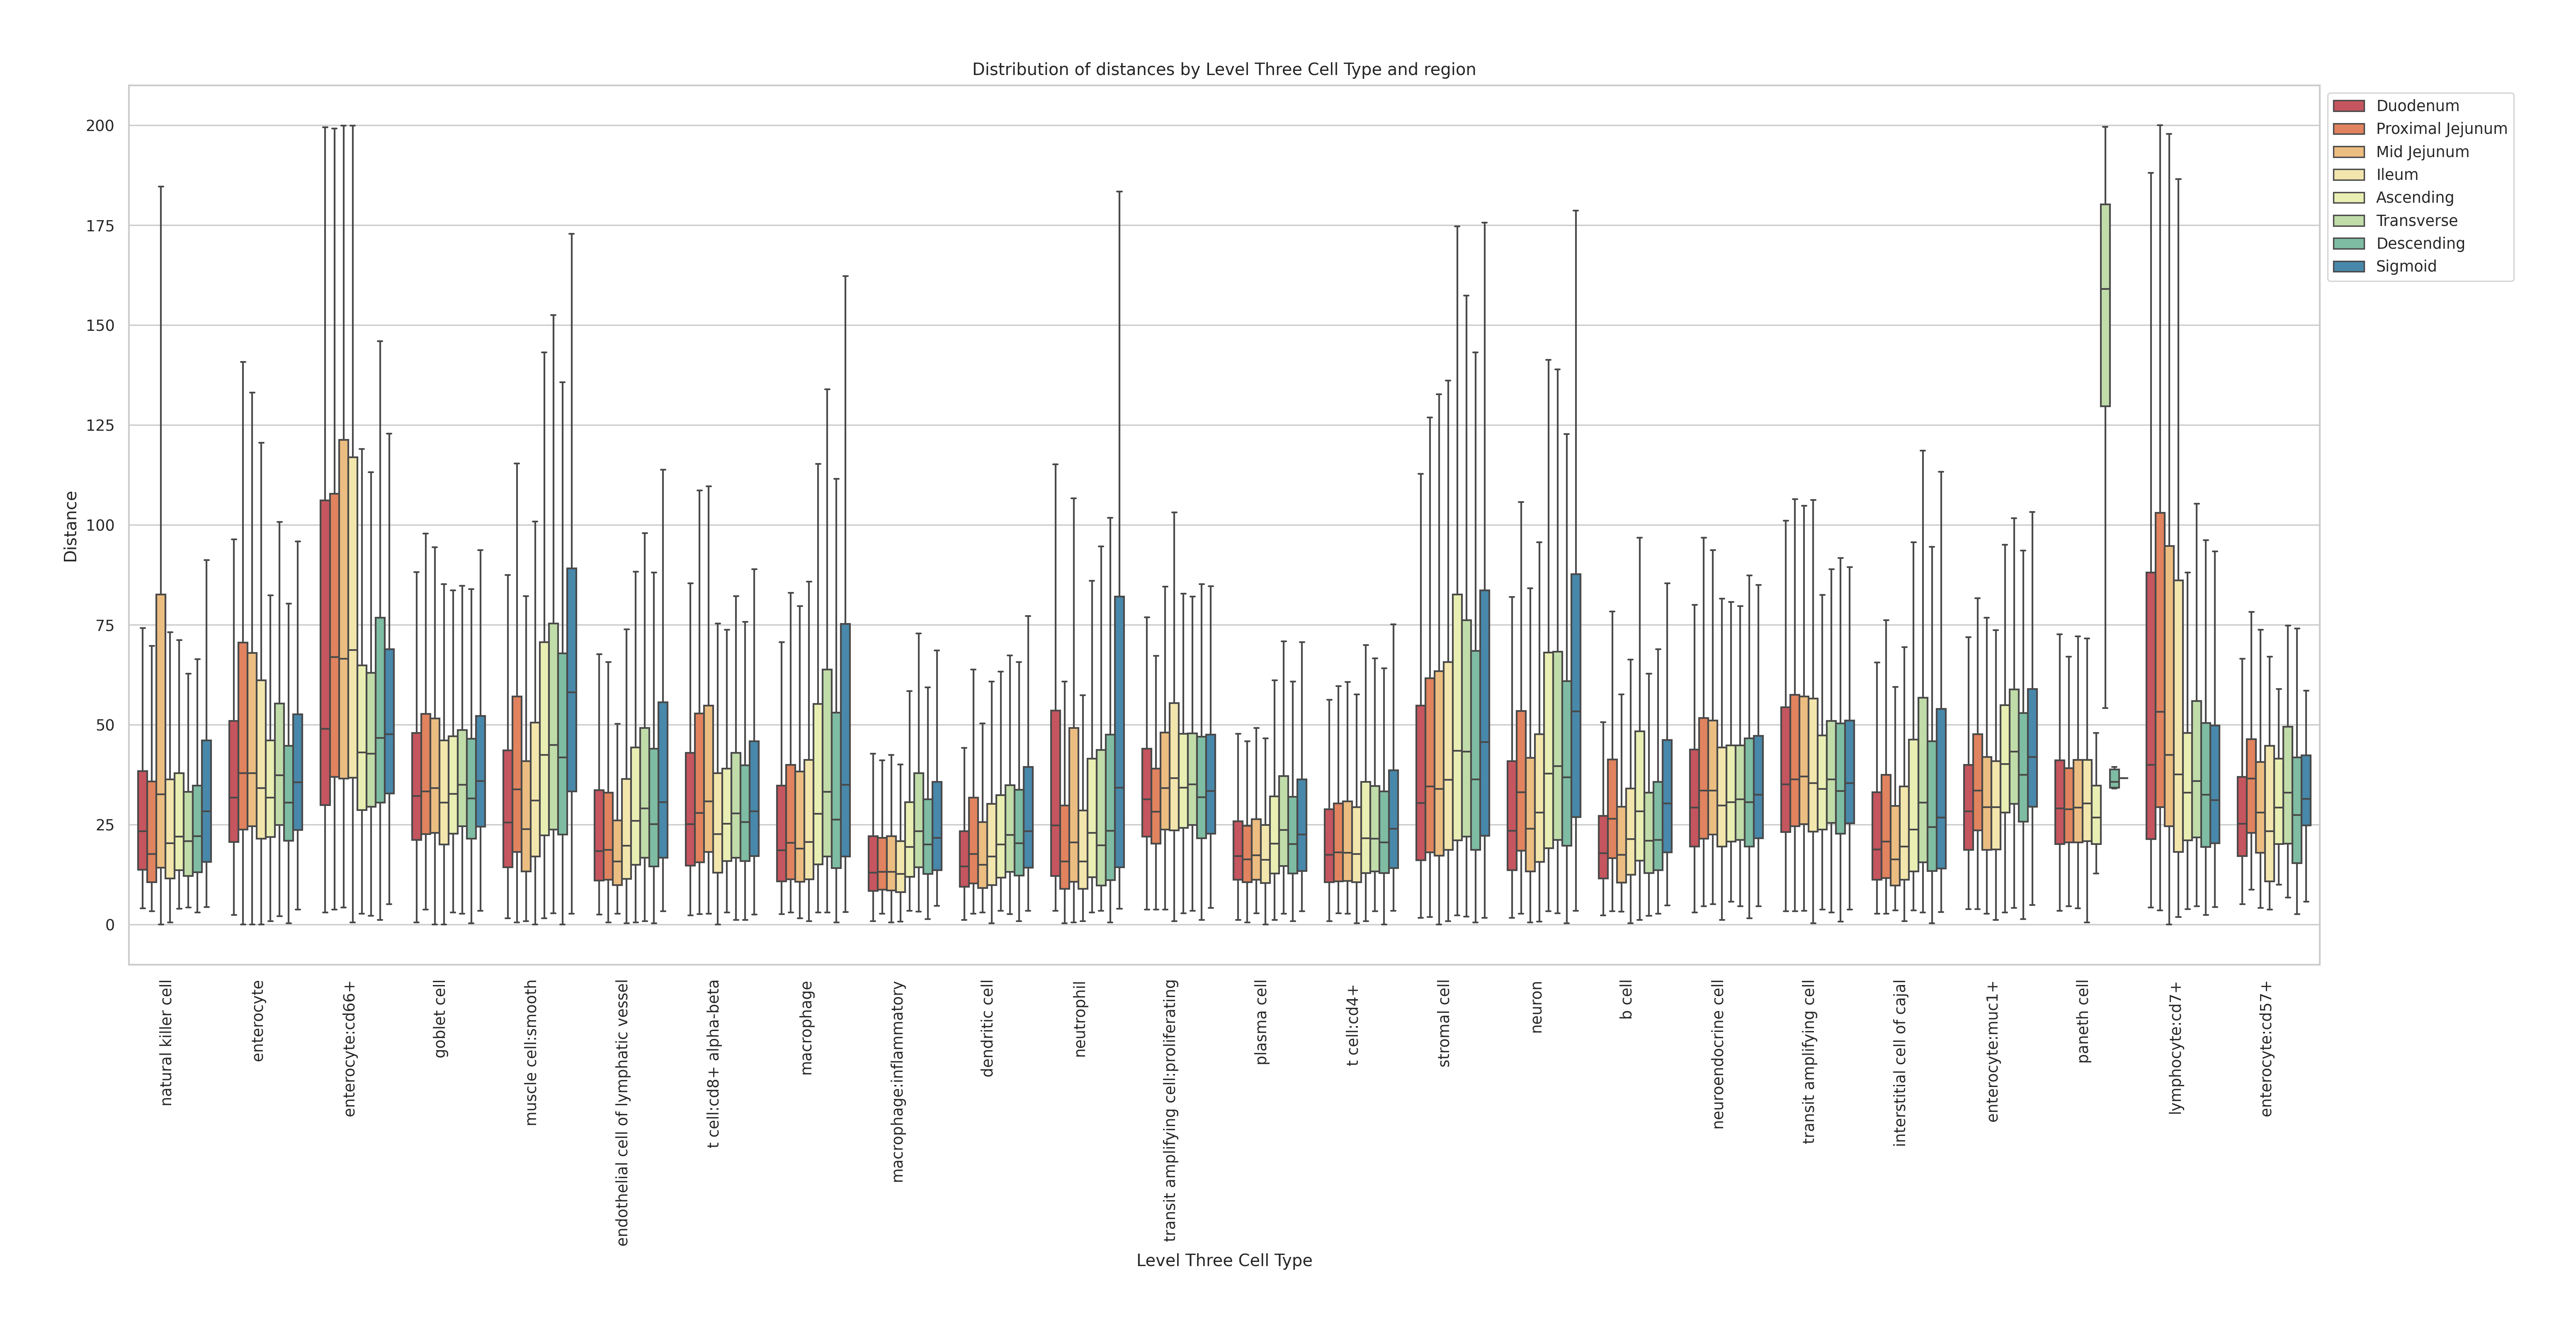 Distribution of distances by Level Three Cell Type and region
Duodenum
Proximal Jejunum
Mid Jejunum
Ileum
Ascending
Transverse
Descending
Sigmoid
Distance
200
175
150
125
100
75
50
25
0
natural killer cell
enterocyte
enterocyte:cd66+
goblet cell
muscle cell:smooth
endothelial cell of lymphatic vessel
t cell:cd8+ alpha-beta
macrophage
macrophage:inflammatory
dendritic cell
neutrophil
transit amplifying cell:proliferating
plasma cell
t cell:cd4+
stromal cell
neuron
b cell
neuroendocrine cell
transit amplifying cell
interstitial cell of cajal
enterocyte:muc1+
paneth cell
lymphocyte:cd7+
enterocyte:cd57+
Level Three Cell Type